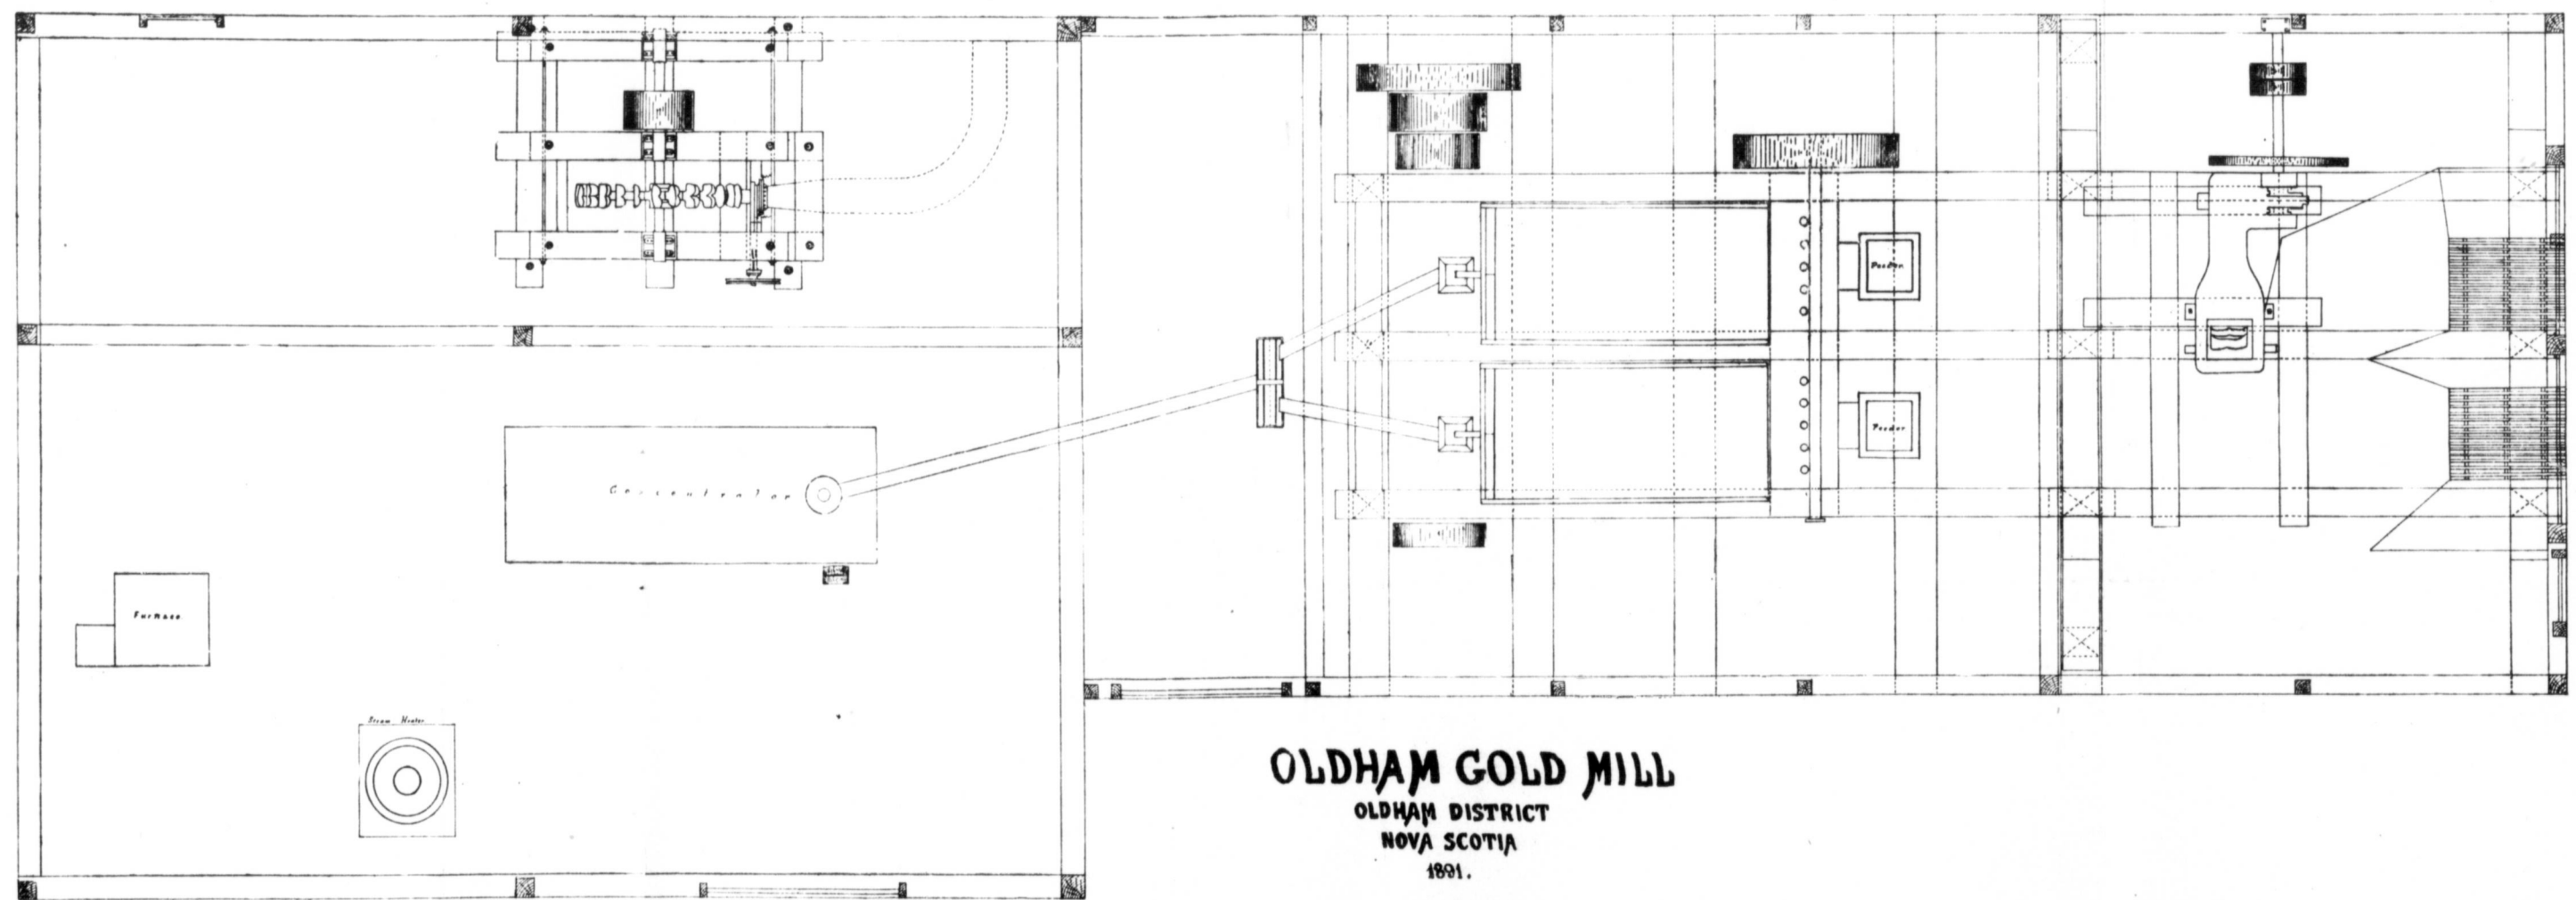 Feeder
Concentrator
Feeder
Furnace
Steam Heater
OLDHAM GOLD MILL
OLDHAM DISTRICT
NOVA SCOTIA
1891.